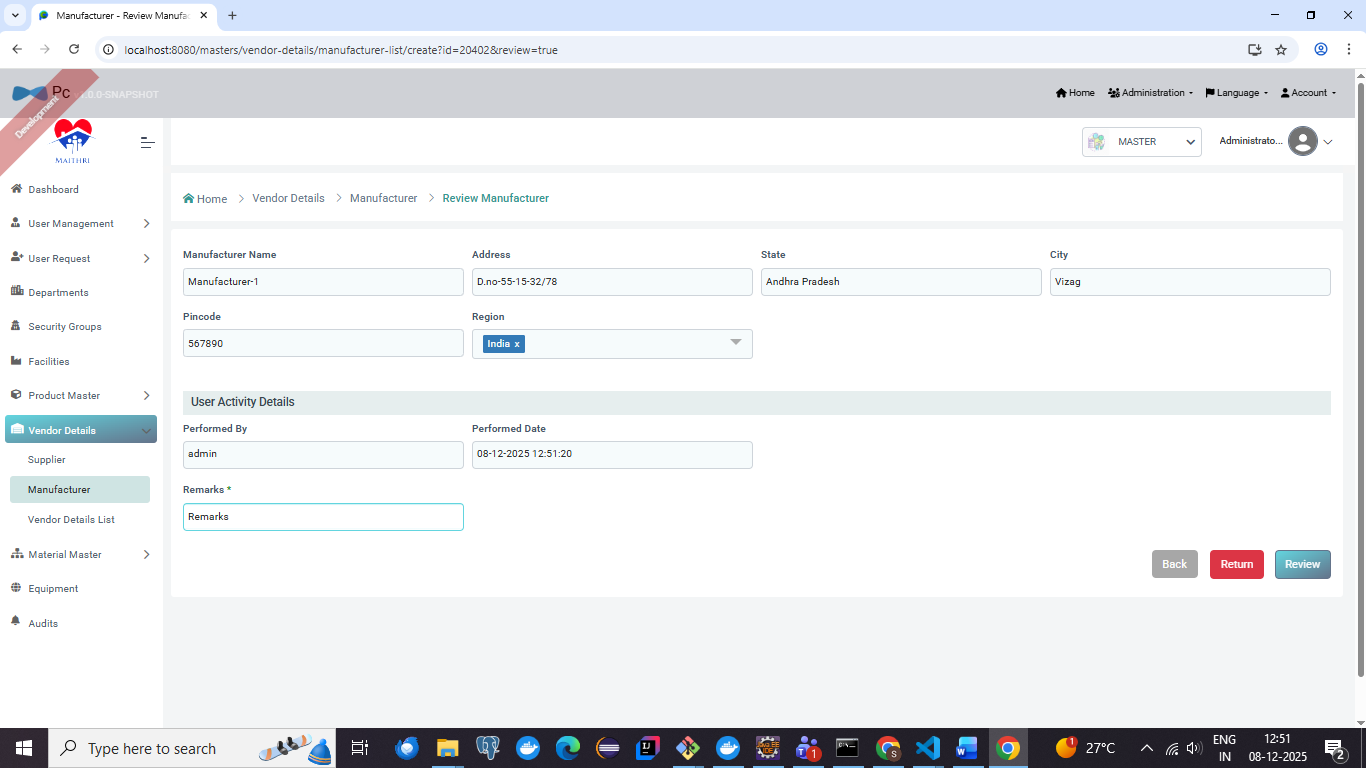 Manufacturer - Review Manufac
localhost:8080/masters/vendor-details/manufacturer-list/create?id=20402&review=true
Pc v1.0.0-SNAPSHOT
Development
Home Administration Language Account
MAITHRI
MASTER Administrato...
Dashboard
User Management
User Request
Departments
Security Groups
Facilities
Product Master
Vendor Details
Supplier
Manufacturer
Vendor Details List
Material Master
Equipment
Audits
Home > Vendor Details > Manufacturer > Review Manufacturer
Manufacturer Name Address State City
Manufacturer-1 D.no-55-15-32/78 Andhra Pradesh Vizag
Pincode Region
567890 India x
User Activity Details
Performed By Performed Date
admin 08-12-2025 12:51:20
Remarks *
Remarks
Back Return Review
Type here to search
1
S
1
27°C
ENG
IN
12:51
08-12-2025
2